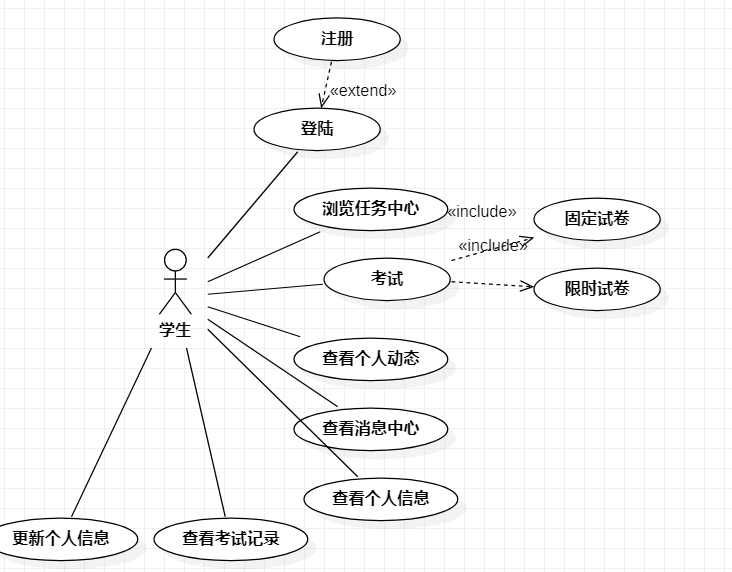 注册
«extend»
登陆
浏览任务中心
«include»
固定试卷
«include»
考试
限时试卷
学生
查看个人动态
查看消息中心
查看个人信息
更新个人信息
查看考试记录